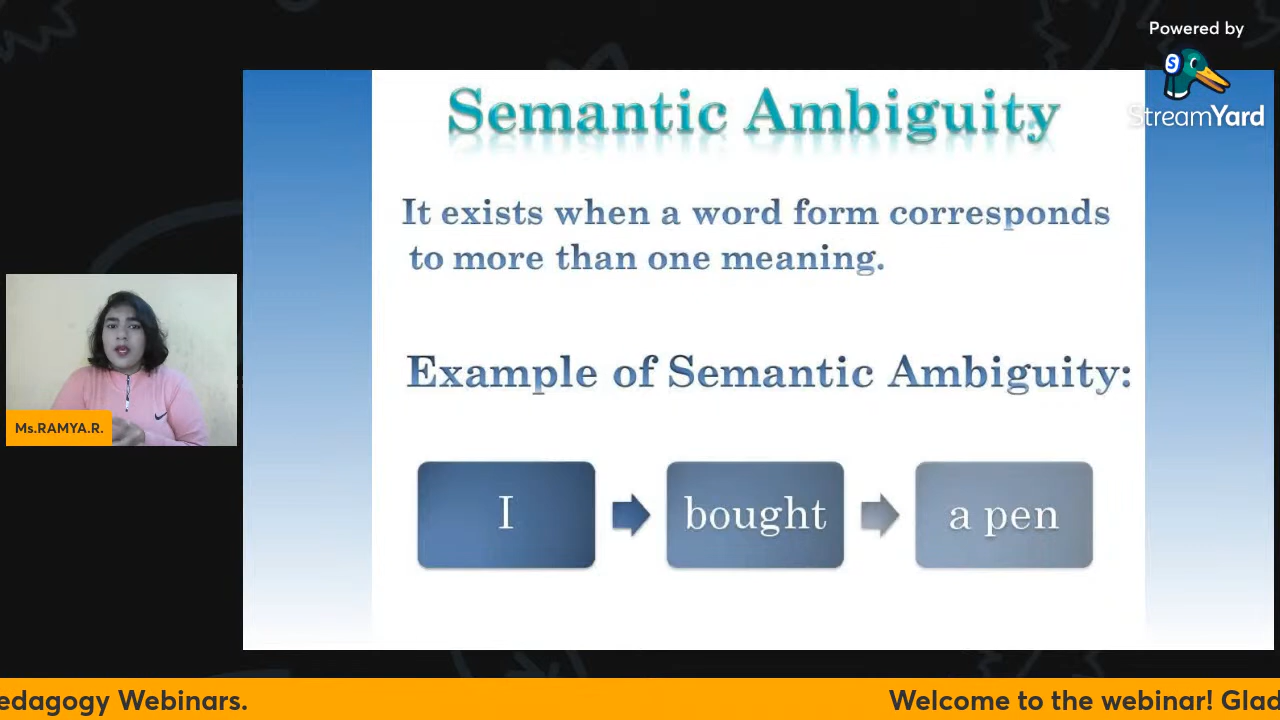 Powered by
StreamYard
Semantic Ambiguity
It exists when a word form corresponds
to more than one meaning.
Example of Semantic Ambiguity:
I
bought
a pen
Ms.RAMYA.R.
edagogy Webinars.
Welcome to the webinar! Glad